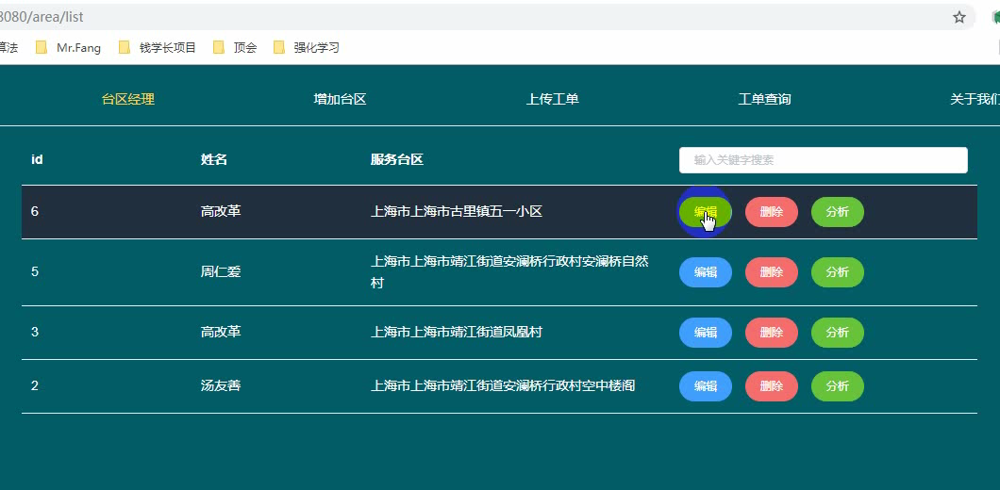 8080/area/list
算法 Mr.Fang 钱学长项目 顶会 强化学习
台区经理 增加台区 上传工单 工单查询 关于我们
id 姓名 服务台区 输入关键字搜索
6 高改革 上海市上海市古里镇五一小区 编辑 删除 分析
5 周仁爱 上海市上海市靖江街道安澜桥行政村安澜桥自然
村 编辑 删除 分析
3 高改革 上海市上海市靖江街道凤凰村 编辑 删除 分析
2 汤友善 上海市上海市靖江街道安澜桥行政村空中楼阁 编辑 删除 分析